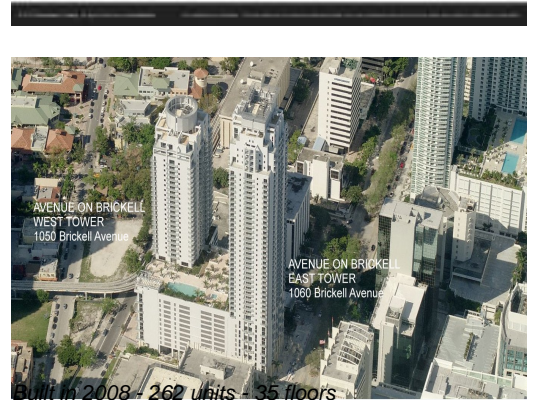 AVENUE ON BRICKELL
WEST TOWER
1050 Brickell Avenue
AVENUE ON BRICKELL
EAST TOWER
1060 Brickell Avenue
Built in 2008 - 262 units - 35 floors